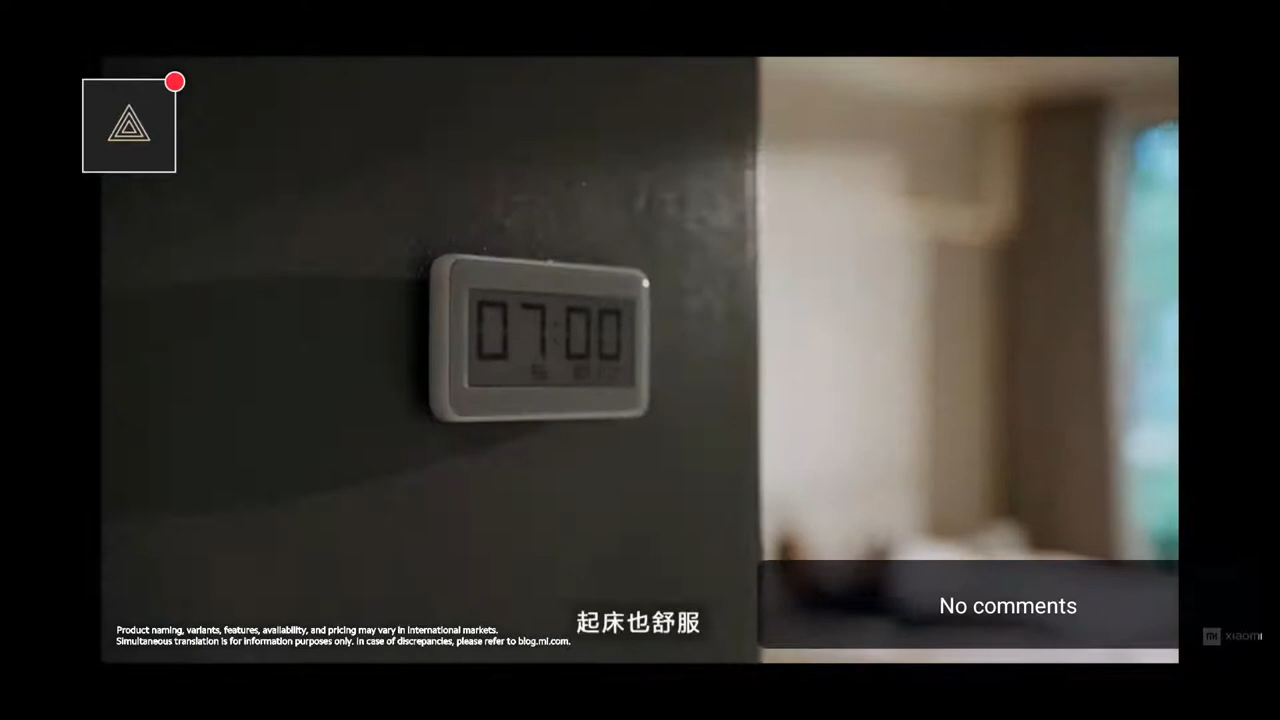 07:00
起床也舒服
Product naming, variants, features, availability, and pricing may vary in international markets.
Simultaneous translation is for information purposes only. In case of discrepancies, please refer to blog.mi.com.
No comments
mi xiaomi